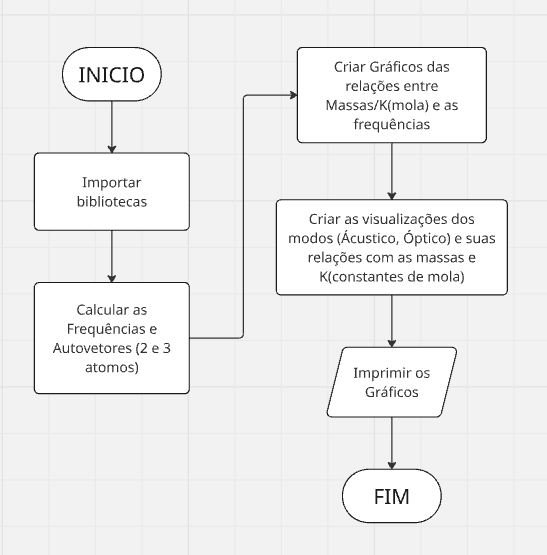 INICIO
Importar
bibliotecas
Calcular as
Frequências e
Autovetores (2 e 3
atomos)
Criar Gráficos das
relações entre
Massas/K(mola) e as
frequências
Criar as visualizações dos
modos (Ácustico, Óptico) e suas
relações com as massas e
K(constantes de mola)
Imprimir os
Gráficos
FIM